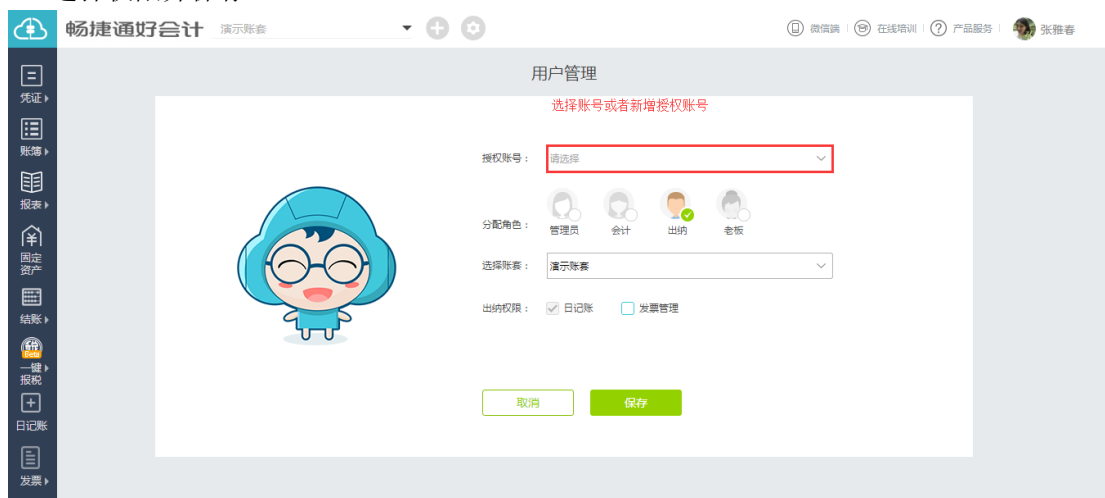 畅捷通好会计
演示账套
微信端
在线培训
产品服务
张雅春
用户管理
凭证
账簿
报表
固定
资产
结账
Beta
一键
报税
日记账
发票
选择账号或者新增授权账号
授权账号：
请选择
分配角色：
管理员
会计
出纳
老板
选择账套：
演示账套
出纳权限：
日记账
发票管理
取消
保存